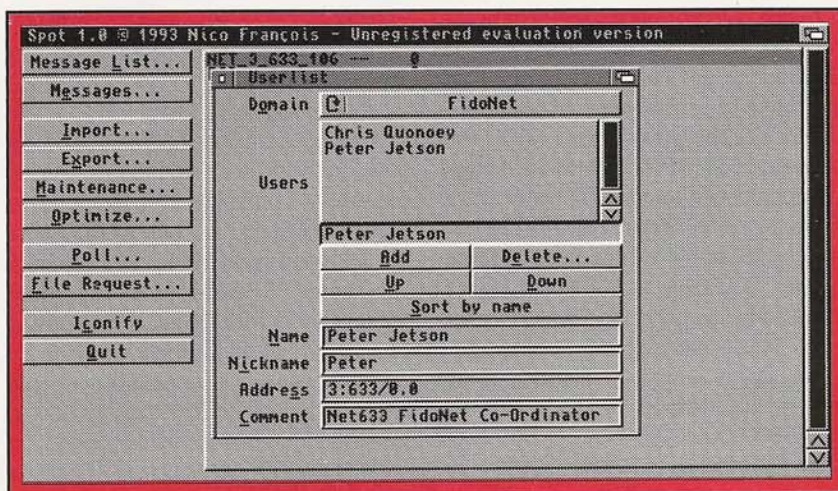 Spot 1.0 © 1993 Nico François - Unregistered evaluation version
Message List...
Messages...
Import...
Export...
Maintenance...
Optimize...
Poll...
File Request...
Iconify
Quit
NET_3_633_106 ---- 0
Userlist
Domain FidoNet
Users
Chris Quonoey
Peter Jetson
Peter Jetson
Add Delete...
Up Down
Sort by name
Name Peter Jetson
Nickname Peter
Address 3:633/0.0
Comment Net633 FidoNet Co-Ordinator